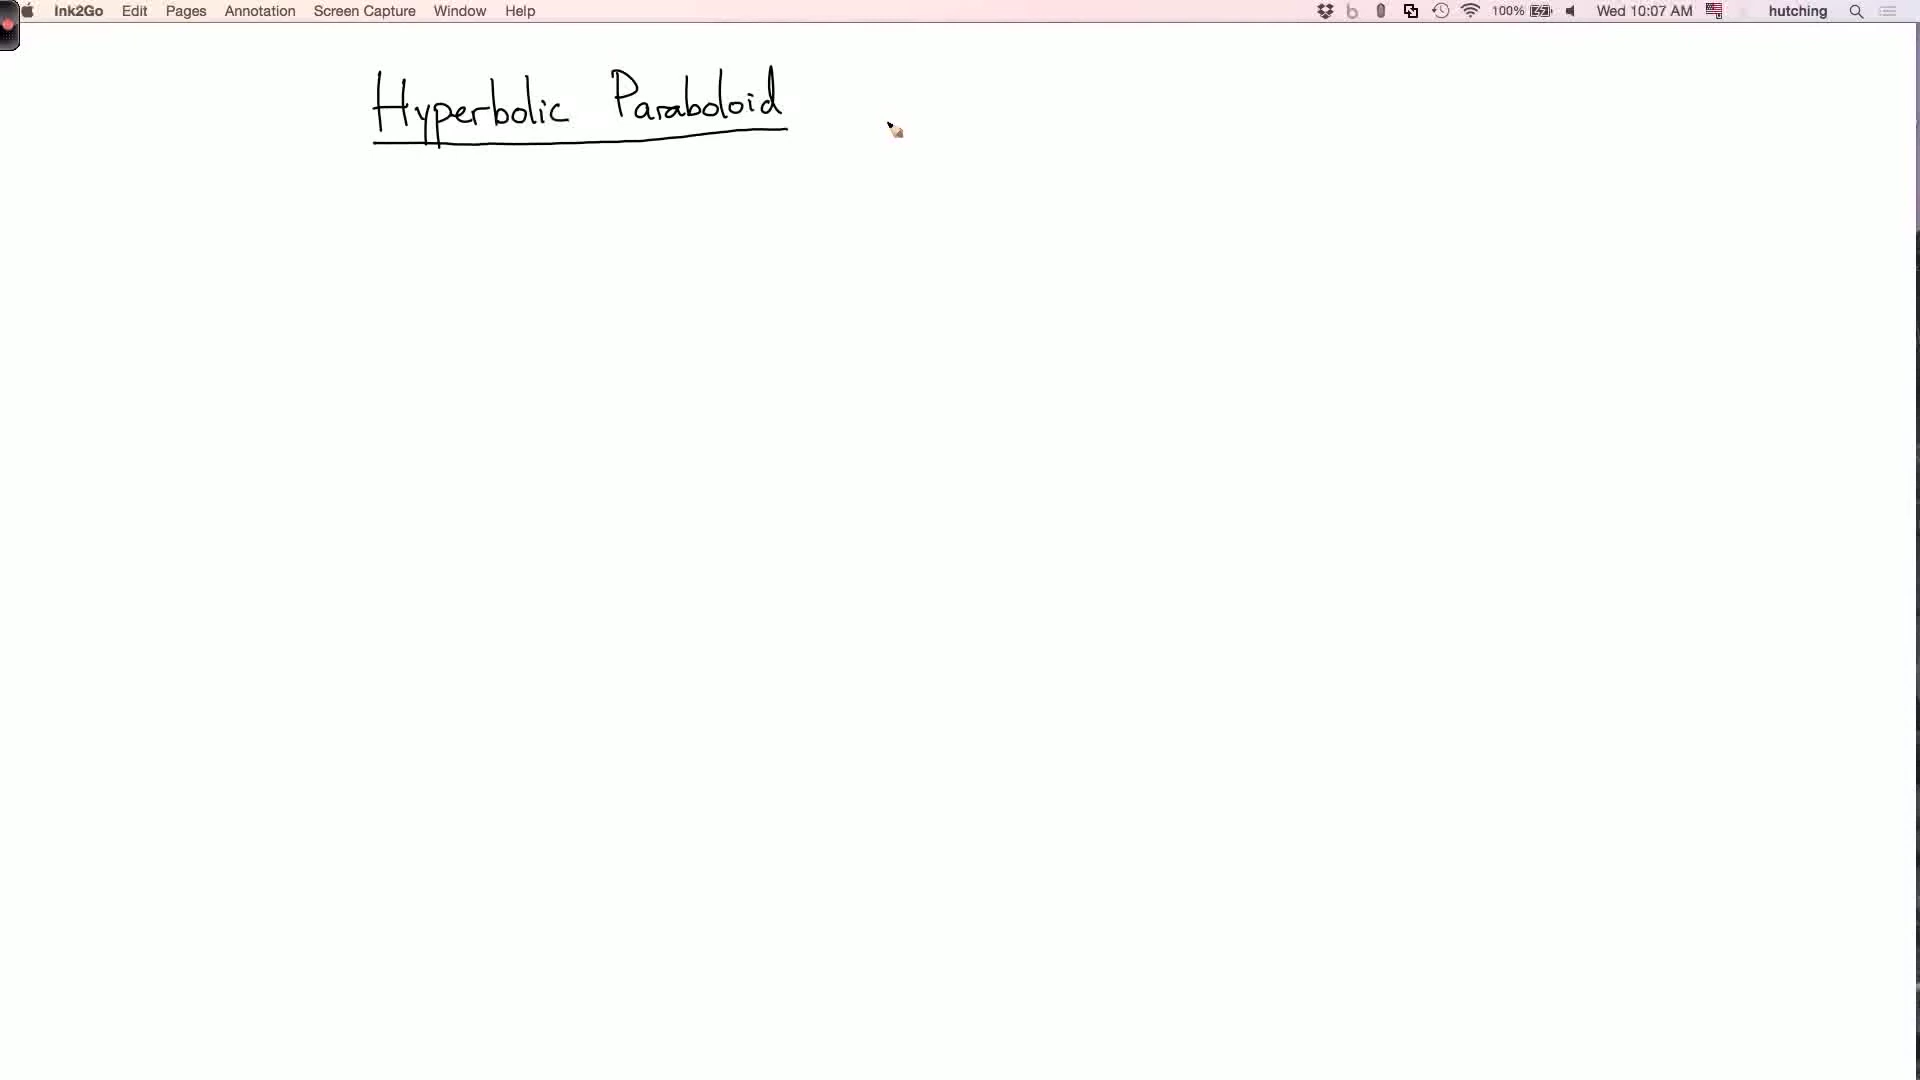 Ink2Go Edit Pages Annotation Screen Capture Window Help 100% Wed 10:07 AM hutching
Hyperbolic Paraboloid